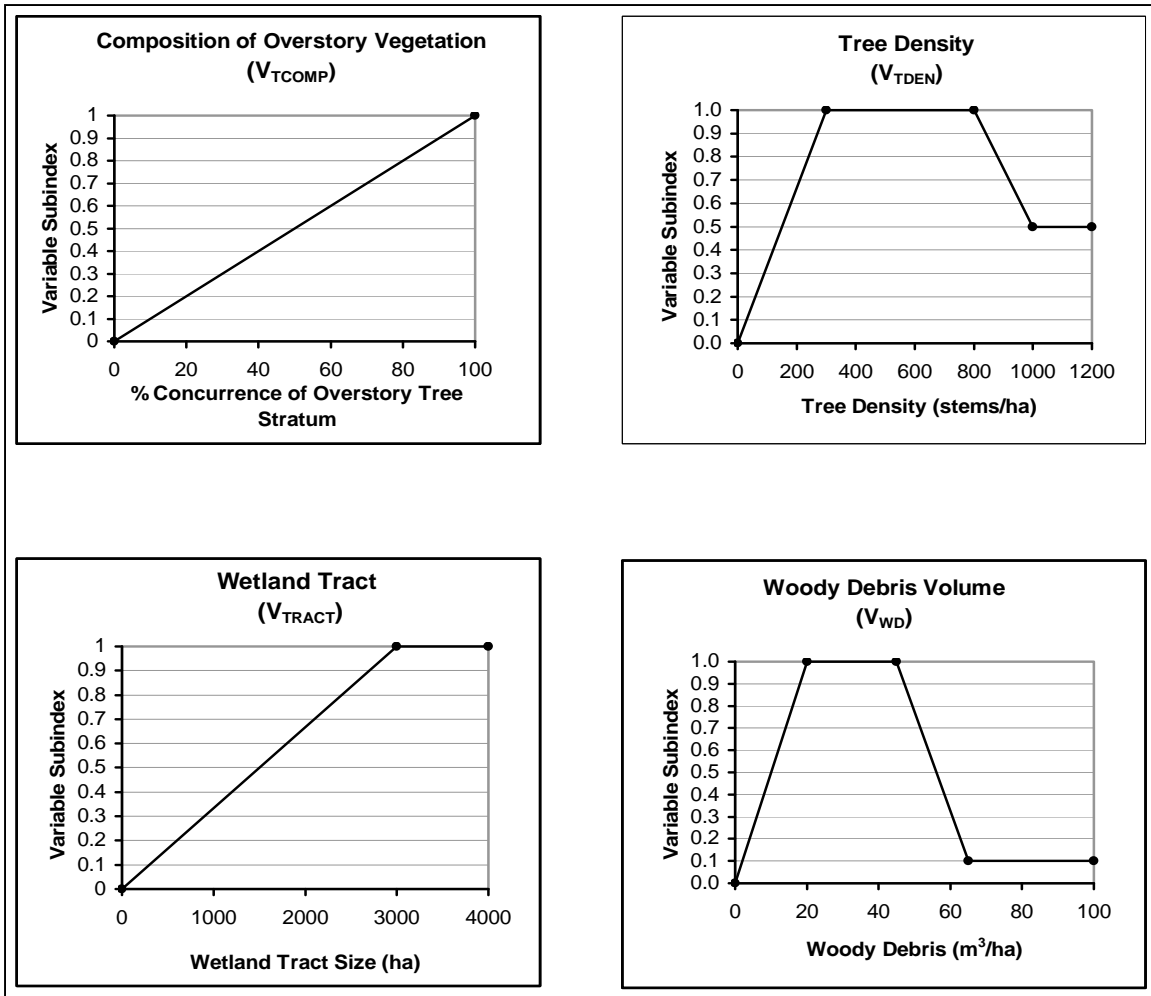 Composition of Overstory Vegetation
(VTCOMP)
1
0.9
0.8
0.7
0.6
0.5
0.4
0.3
0.2
0.1
0
Variable Subindex
0 20 40 60 80 100
% Concurrence of Overstory Tree
Stratum
Tree Density
(VTDEN)
1.0
0.9
0.8
0.7
0.6
0.5
0.4
0.3
0.2
0.1
0.0
Variable Subindex
0 200 400 600 800 1000 1200
Tree Density (stems/ha)
Wetland Tract
(VTRACT)
1
0.9
0.8
0.7
0.6
0.5
0.4
0.3
0.2
0.1
0
Variable Subindex
0 1000 2000 3000 4000
Wetland Tract Size (ha)
Woody Debris Volume
(VWD)
1.0
0.9
0.8
0.7
0.6
0.5
0.4
0.3
0.2
0.1
0.0
Variable Subindex
0 20 40 60 80 100
Woody Debris (m³/ha)